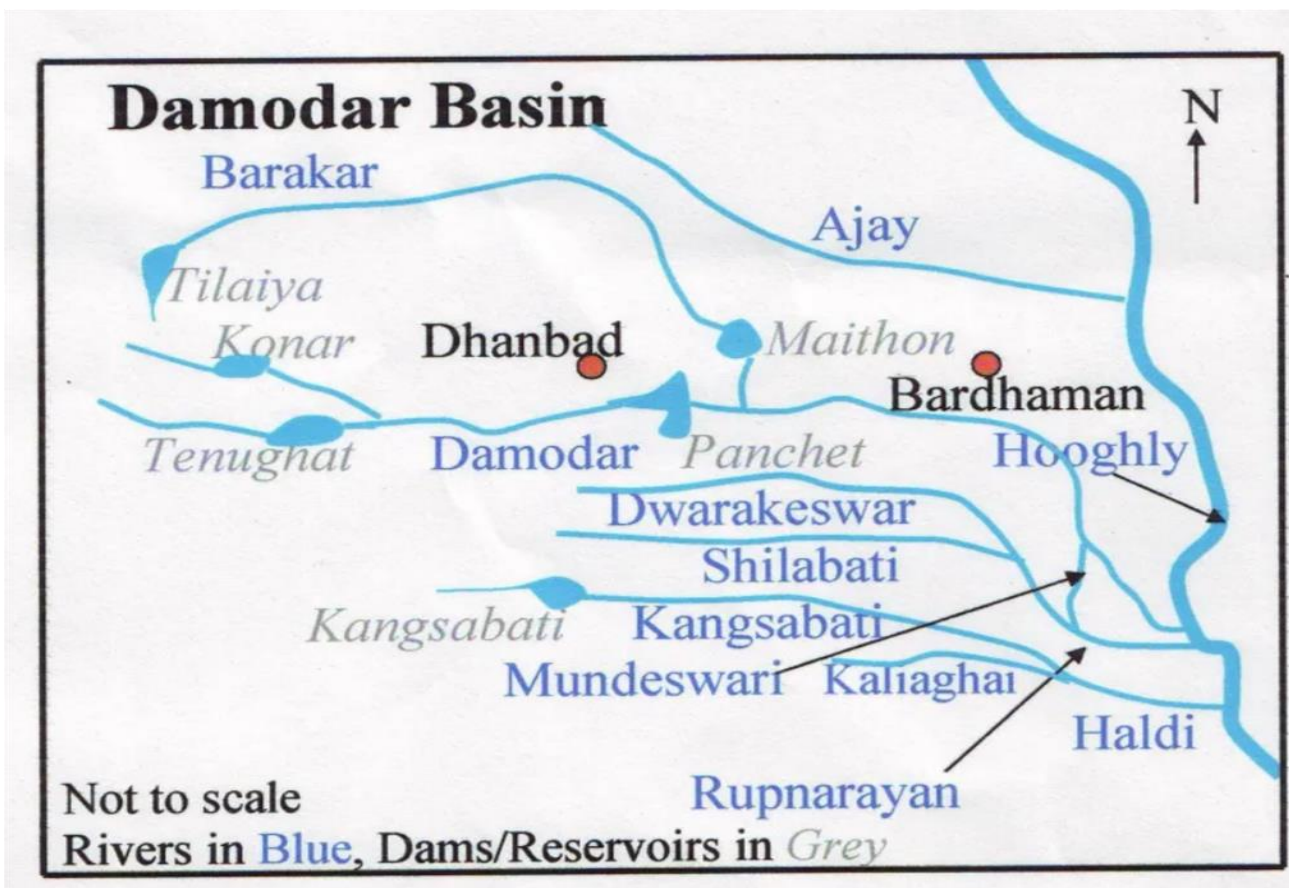 Damodar Basin
N
Barakar
Ajay
Tilaiya
Konar
Dhanbad
Maithon
Bardhaman
Tenughat
Damodar
Panchet
Hooghly
Dwarakeswar
Shilabati
Kangsabati
Kangsabati
Mundeswari
Kaliaghai
Haldi
Rupnarayan
Not to scale
Rivers in Blue, Dams/Reservoirs in Grey